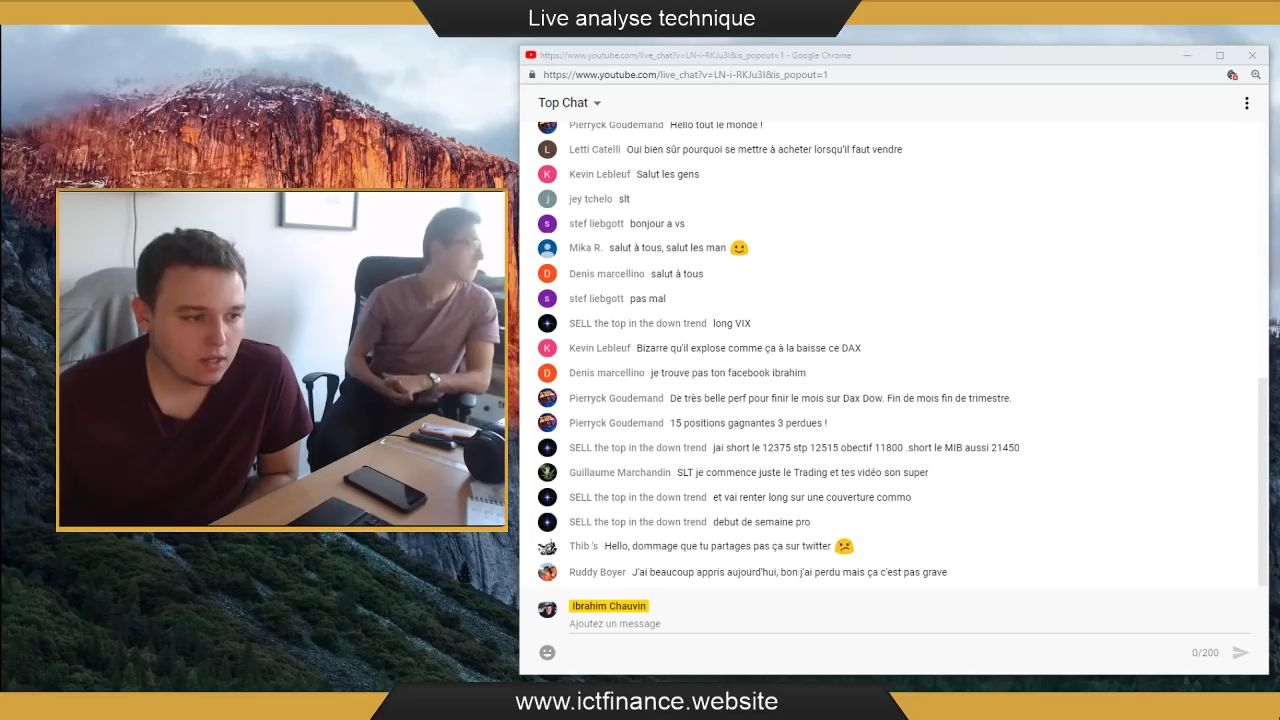 Live analyse technique
https://www.youtube.com/live_chat?v=LN-i-RKJu3I&is_popout=1 - Google Chrome
https://www.youtube.com/live_chat?v=LN-i-RKJu3I&is_popout=1
Top Chat
Pierryck Goudemand Hello tout le monde !
L Letti Catelli Oui bien sûr pourquoi se mettre à acheter lorsqu'il faut vendre
K Kevin Lebleuf Salut les gens
j jey tchelo slt
s stef liebgott bonjour a vs
Mika R. salut à tous, salut les man
D Denis marcellino salut à tous
s stef liebgott pas mal
SELL the top in the down trend long VIX
K Kevin Lebleuf Bizarre qu'il explose comme ça à la baisse ce DAX
D Denis marcellino je trouve pas ton facebook ibrahim
Pierryck Goudemand De très belle perf pour finir le mois sur Dax Dow. Fin de mois fin de trimestre.
Pierryck Goudemand 15 positions gagnantes 3 perdues !
SELL the top in the down trend jai short le 12375 stp 12515 obectif 11800 .short le MIB aussi 21450
Guillaume Marchandin SLT je commence juste le Trading et tes vidéo son super
SELL the top in the down trend et vai renter long sur une couverture commo
SELL the top in the down trend debut de semaine pro
Thib 's Hello, dommage que tu partages pas ça sur twitter
Ruddy Boyer J'ai beaucoup appris aujourd'hui, bon j'ai perdu mais ça c'est pas grave
Ibrahim Chauvin
Ajoutez un message
0/200
www.ictfinance.website